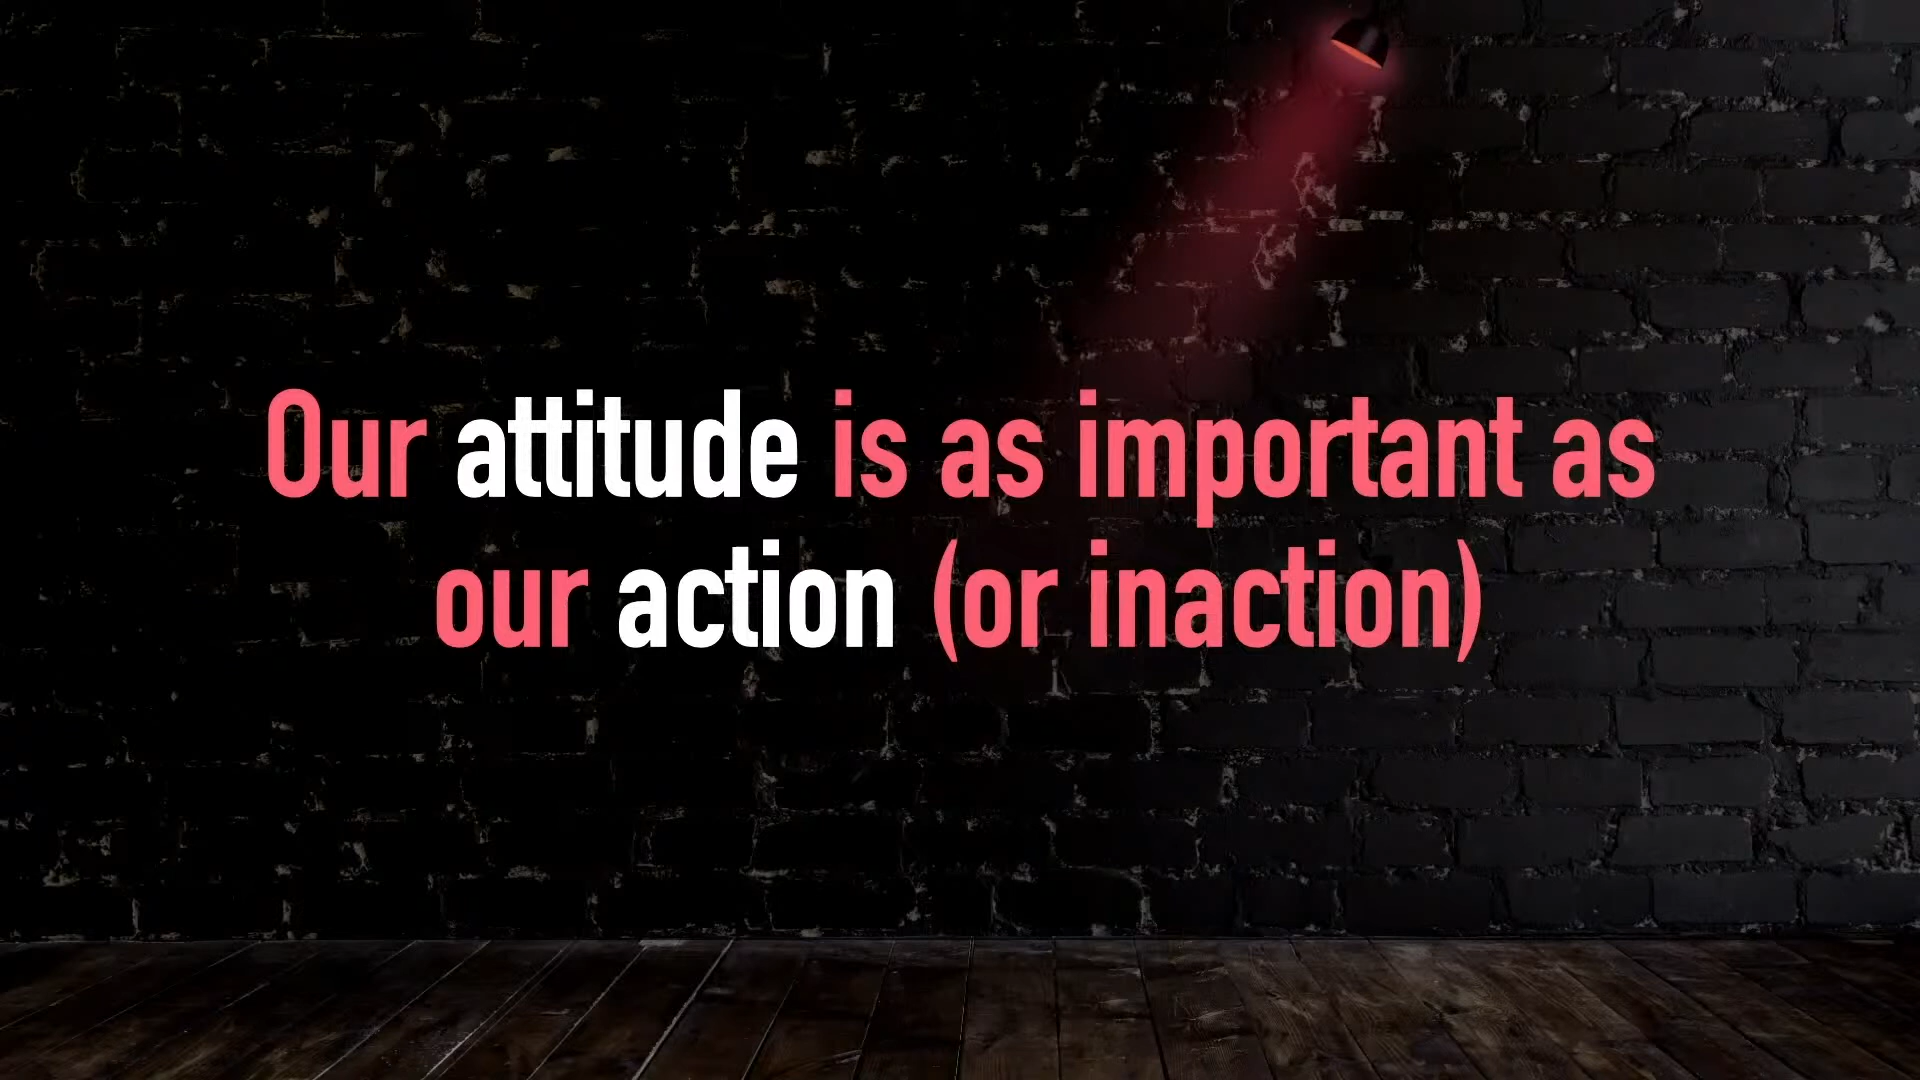 Our attitude is as important as
our action (or inaction)